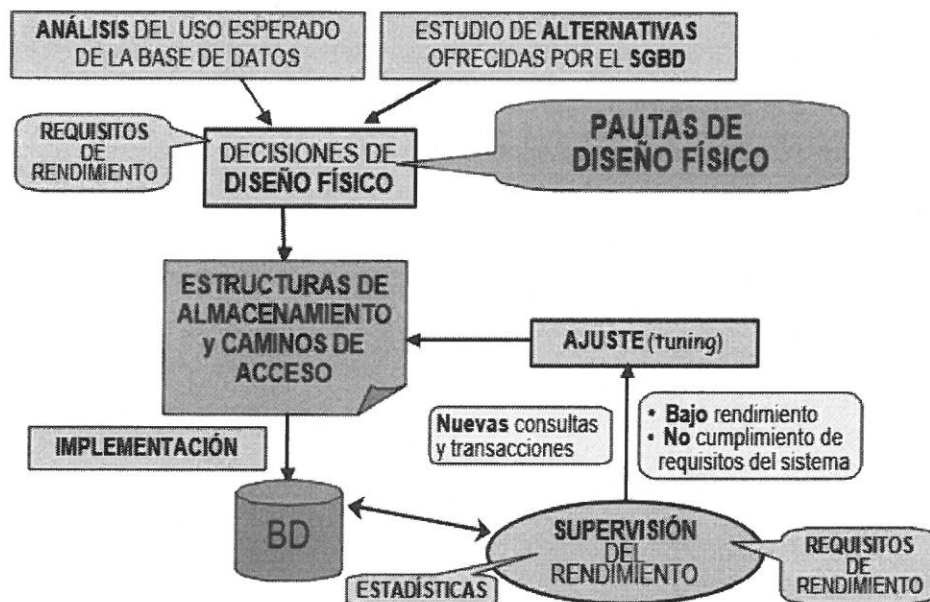 ANÁLISIS DEL USO ESPERADO
DE LA BASE DE DATOS
ESTUDIO DE ALTERNATIVAS
OFRECIDAS POR EL SGBD
REQUISITOS
DE
RENDIMIENTO
DECISIONES DE
DISEÑO FÍSICO
PAUTAS DE
DISEÑO FÍSICO
ESTRUCTURAS DE
ALMACENAMIENTO
y CAMINOS DE
ACCESO
AJUSTE (tuning)
Nuevas consultas
y transacciones
• Bajo rendimiento
• No cumplimiento de
requisitos del sistema
IMPLEMENTACIÓN
BD
SUPERVISIÓN
DEL
RENDIMIENTO
ESTADÍSTICAS
REQUISITOS
DE
RENDIMIENTO